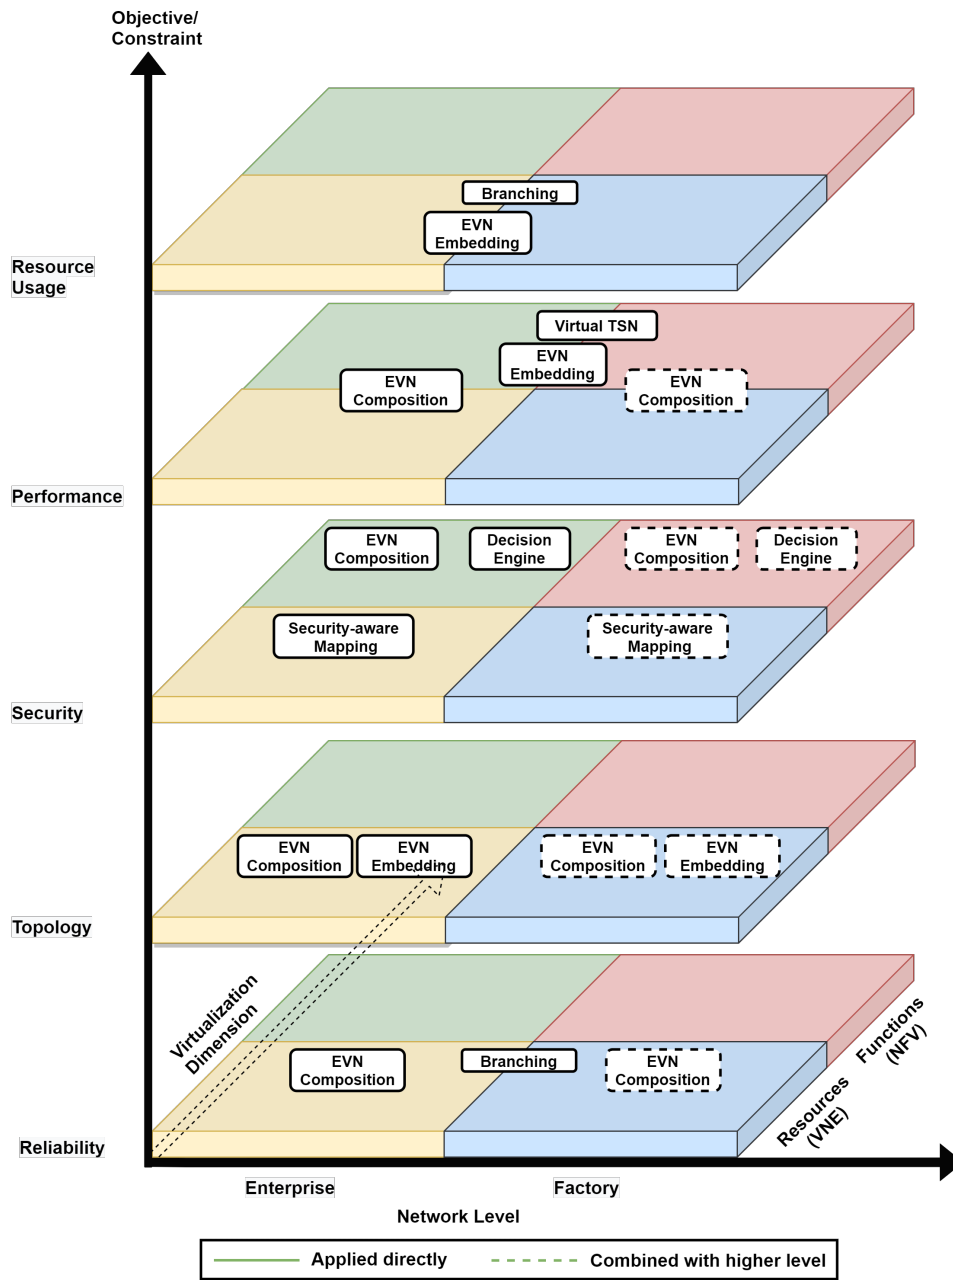 Objective/
Constraint
Branching
EVN
Embedding
Resource
Usage
Virtual TSN
EVN
Embedding
EVN
Composition
EVN
Composition
Performance
EVN
Composition
Decision
Engine
EVN
Composition
Decision
Engine
Security-aware
Mapping
Security-aware
Mapping
Security
EVN
Composition
EVN
Embedding
EVN
Composition
EVN
Embedding
Topology
Virtualization
Dimension
EVN
Composition
Branching
EVN
Composition
Functions
(NFV)
Resources
(VNE)
Reliability
Enterprise
Factory
Network Level
Applied directly
Combined with higher level